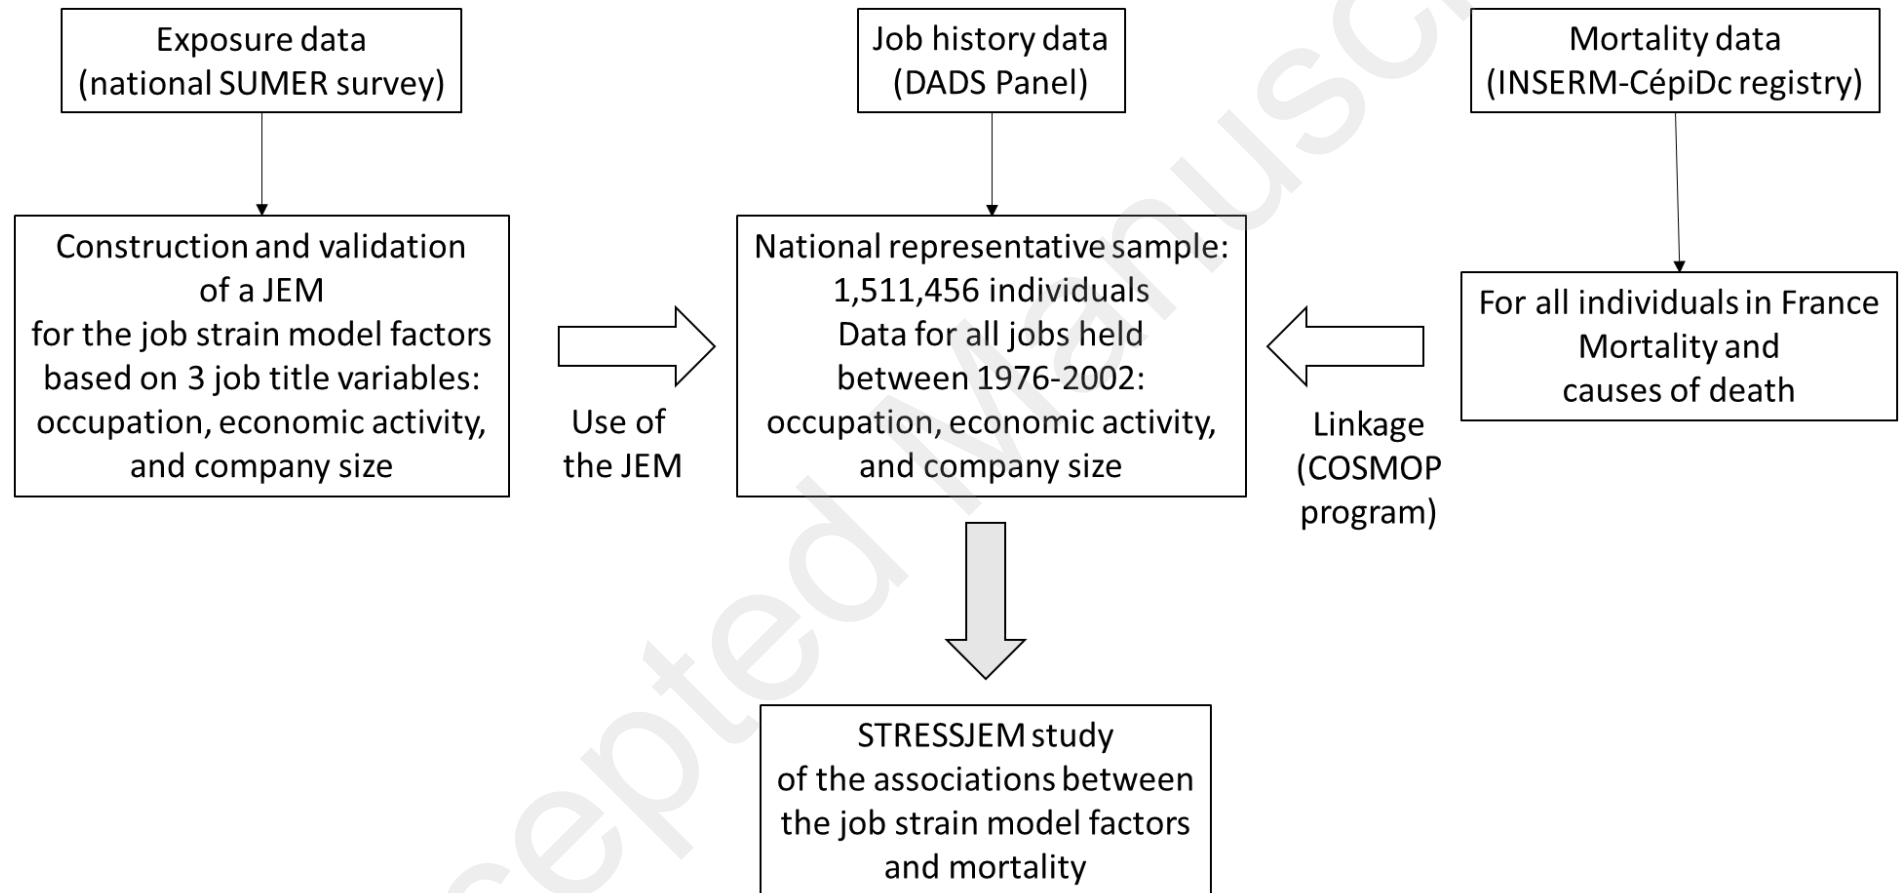 Exposure data
(national SUMER survey)
Job history data
(DADS Panel)
Mortality data
(INSERM-CépiDc registry)
Construction and validation
of a JEM
for the job strain model factors
based on 3 job title variables:
occupation, economic activity,
and company size
Use of
the JEM
National representative sample:
1,511,456 individuals
Data for all jobs held
between 1976-2002:
occupation, economic activity,
and company size
Linkage
(COSMOP
program)
For all individuals in France
Mortality and
causes of death
STRESSJEM study
of the associations between
the job strain model factors
and mortality
cepted Manusc